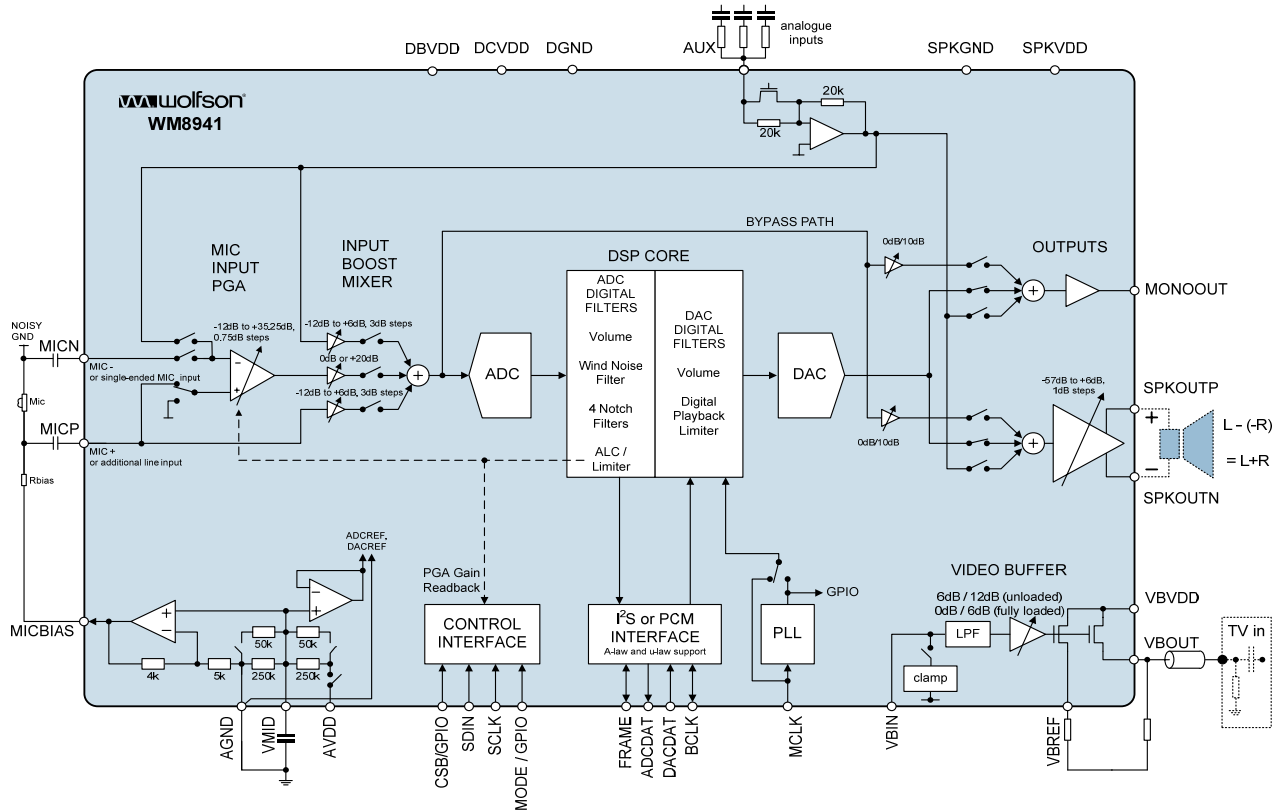 analogue
inputs
DBVDD
DCVDD
DGND
AUX
SPKGND
SPKVDD
wolfson®
WM8941
20k
20k
BYPASS PATH
MIC
INPUT
PGA
INPUT
BOOST
MIXER
DSP CORE
0dB/10dB
OUTPUTS
ADC
DIGITAL
FILTERS
Volume
Wind Noise
Filter
4 Notch
Filters
ALC /
Limiter
DAC
DIGITAL
FILTERS
Volume
Digital
Playback
Limiter
MONOOUT
NOISY
GND
MICN
MIC -
or single-ended MIC input
-12dB to +35.25dB,
0.75dB steps
-12dB to +6dB, 3dB steps
0dB or +20dB
-12dB to +6dB, 3dB steps
−
+
+
ADC
DAC
+
+
-57dB to +6dB,
1dB steps
0dB/10dB
Mic
MICP
MIC +
or additional line input
Rbias
SPKOUTP
+
−
L - (-R)
= L+R
SPKOUTN
ADCREF,
DACREF
PGA Gain
Readback
GPIO
VIDEO BUFFER
6dB / 12dB (unloaded)
0dB / 6dB (fully loaded)
MICBIAS
+
−
−
+
50k
50k
4k
5k
250k
250k
CONTROL
INTERFACE
I2S or PCM
INTERFACE
A-law and u-law support
PLL
LPF
clamp
VBVDD
VBOUT
TV in
AGND
VMID
AVDD
CSB/GPIO
SDIN
SCLK
MODE / GPIO
FRAME
ADCDAT
DACDAT
BCLK
MCLK
VBIN
VBREF